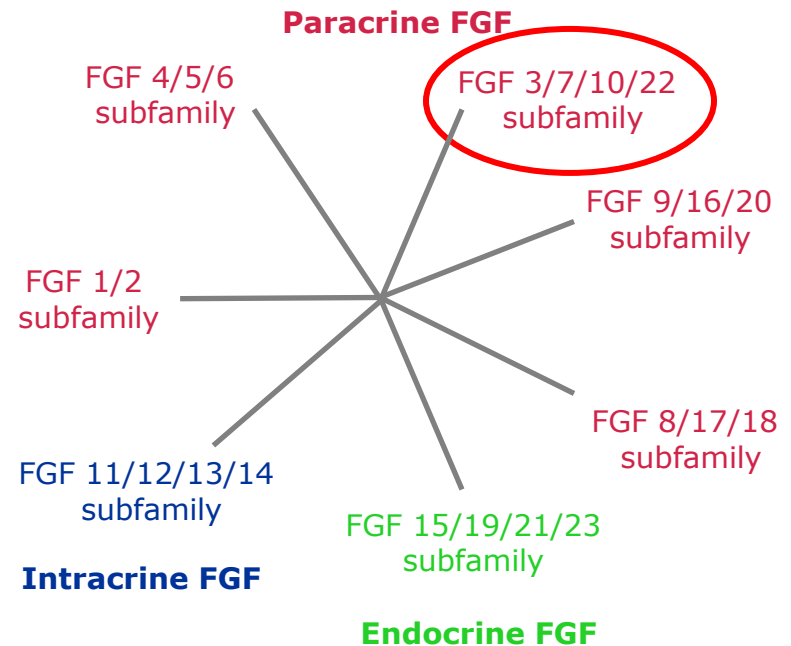 Paracrine FGF
FGF 4/5/6
subfamily
FGF 3/7/10/22
subfamily
FGF 9/16/20
subfamily
FGF 1/2
subfamily
FGF 8/17/18
subfamily
FGF 11/12/13/14
subfamily
FGF 15/19/21/23
subfamily
Intracrine FGF
Endocrine FGF